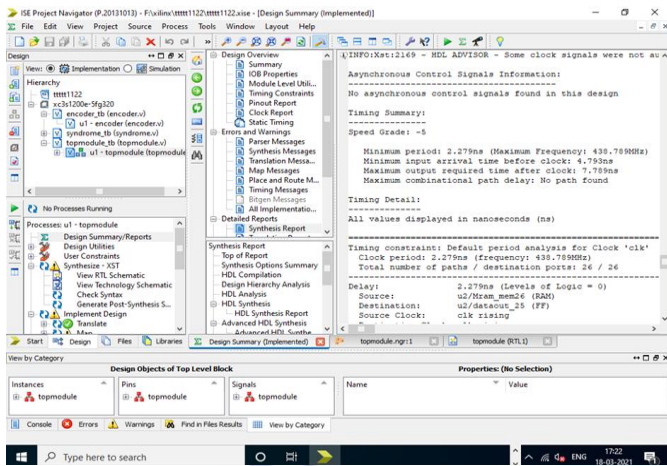 ISE Project Navigator (P.20131013) - F:\xilinx\ttttt1122\ttttt1122.xise - [Design Summary (Implemented)]
File Edit View Project Source Process Tools Window Layout Help
Design
View: Implementation Simulation
Hierarchy
ttttt1122
xc3s1200e-5fg320
encoder_tb (encoder.v)
u1 - encoder (encoder.v)
syndrome_tb (syndrome.v)
topmodule_tb (topmodule.v)
u1 - topmodule (topmodule
No Processes Running
Processes: u1 - topmodule
Design Summary/Reports
Design Utilities
User Constraints
Synthesize - XST
View RTL Schematic
View Technology Schematic
Check Syntax
Generate Post-Synthesis S...
Implement Design
Translate
Map
Start Design Files Libraries
Design Overview
Summary
IOB Properties
Module Level Utili...
Timing Constraints
Pinout Report
Clock Report
Static Timing
Errors and Warnings
Parser Messages
Synthesis Messages
Translation Messa...
Map Messages
Place and Route M...
Timing Messages
Bitgen Messages
All Implementatio...
Detailed Reports
Synthesis Report
Synthesis Report
Top of Report
Synthesis Options Summary
HDL Compilation
Design Hierarchy Analysis
HDL Analysis
HDL Synthesis
HDL Synthesis Report
Advanced HDL Synthesis
Advanced HDL Synthe
INFO:Xst:2169 - HDL ADVISOR - Some clock signals were not au
Asynchronous Control Signals Information:
----------------------------------------
No asynchronous control signals found in this design
Timing Summary:
---------------
Speed Grade: -5
Minimum period: 2.279ns (Maximum Frequency: 438.789MHz)
Minimum input arrival time before clock: 4.793ns
Maximum output required time after clock: 7.789ns
Maximum combinational path delay: No path found
Timing Detail:
--------------
All values displayed in nanoseconds (ns)
Timing constraint: Default period analysis for Clock 'clk'
Clock period: 2.279ns (frequency: 438.789MHz)
Total number of paths / destination ports: 26 / 26
Delay: 2.279ns (Levels of Logic = 0)
Source: u2/Mram_mem26 (RAM)
Destination: u2/dataout_25 (FF)
Source Clock: clk rising
Design Summary (Implemented) topmodule.ngr:1 topmodule (RTL1)
View by Category
Design Objects of Top Level Block
Properties: (No Selection)
Instances Pins Signals Name Value
topmodule topmodule topmodule
Console Errors Warnings Find in Files Results View by Category
Type here to search
ENG
17:22
18-03-2021